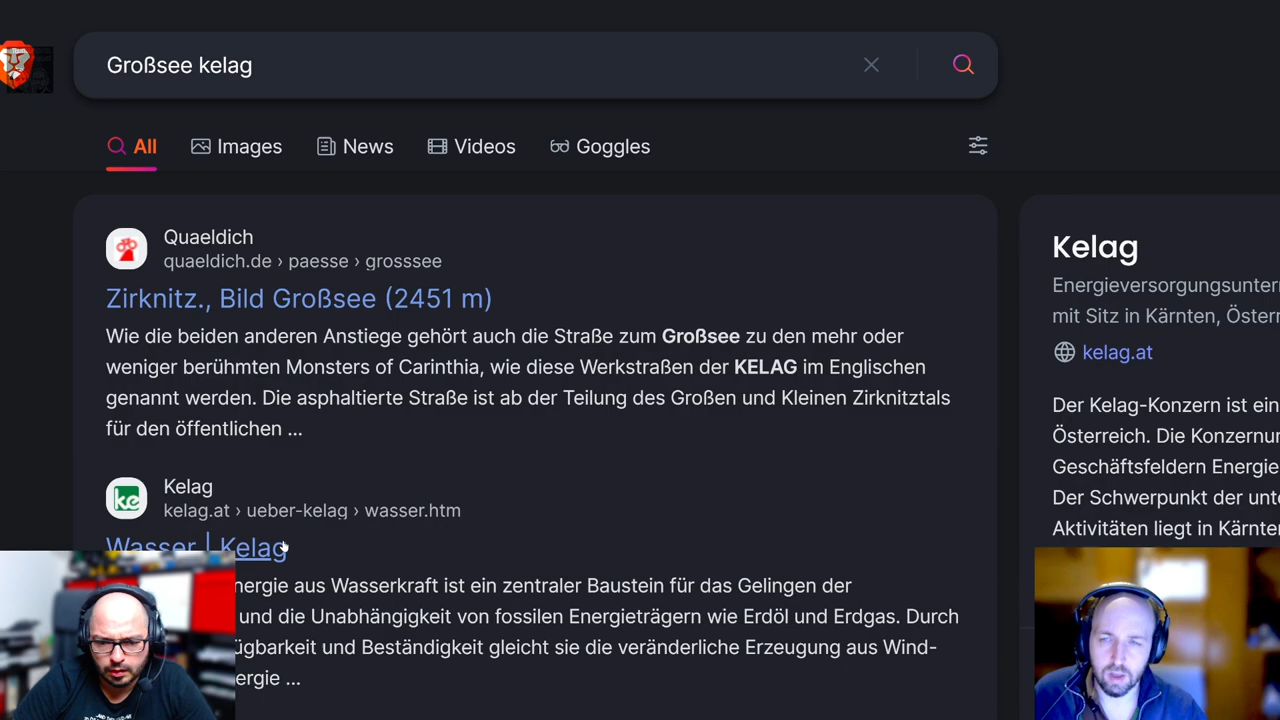 Großsee kelag
All
Images
News
Videos
Goggles
Quaeldich
quaeldich.de › paesse › grosssee
Zirknitz., Bild Großsee (2451 m)
Wie die beiden anderen Anstiege gehört auch die Straße zum Großsee zu den mehr oder
weniger berühmten Monsters of Carinthia, wie diese Werkstraßen der KELAG im Englischen
genannt werden. Die asphaltierte Straße ist ab der Teilung des Großen und Kleinen Zirknitztals
für den öffentlichen ...
Kelag
kelag.at › ueber-kelag › wasser.htm
Wasser | Kelag
nergie aus Wasserkraft ist ein zentraler Baustein für das Gelingen der
und die Unabhängigkeit von fossilen Energieträgern wie Erdöl und Erdgas. Durch
ügbarkeit und Beständigkeit gleicht sie die veränderliche Erzeugung aus Wind-
ergie ...
Kelag
Energieversorgungsuntern
mit Sitz in Kärnten, Öster
kelag.at
Der Kelag-Konzern ist ein
Österreich. Die Konzernun
Geschäftsfeldern Energie
Der Schwerpunkt der unte
Aktivitäten liegt in Kärnten